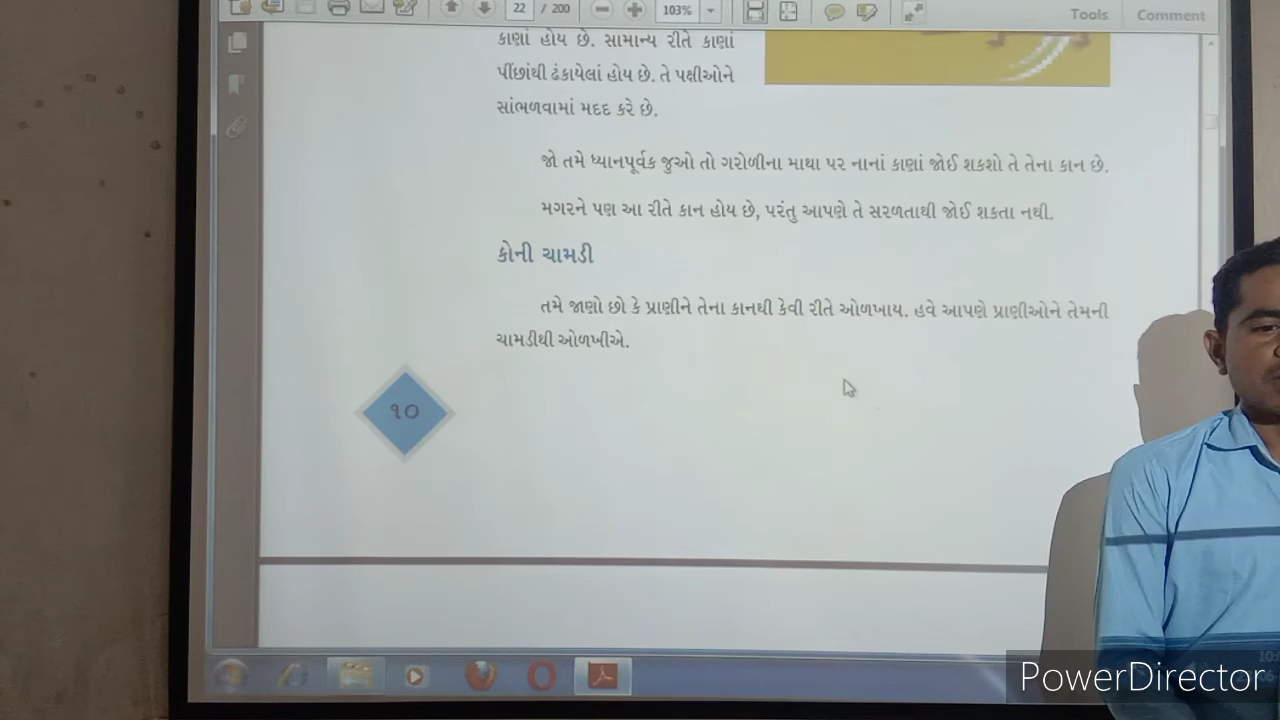 22 / 200
103%
Tools
Comment
કાણાં હોય છે. સામાન્ય રીતે કાણાં
પીંછાંથી ઢંકાયેલાં હોય છે. તે પક્ષીઓને
સાંભળવામાં મદદ કરે છે.
જો તમે ધ્યાનપૂર્વક જુઓ તો ગરોળીના માથા પર નાનાં કાણાં જોઈ શકશો તે તેના કાન છે.
મગરને પણ આ રીતે કાન હોય છે, પરંતુ આપણે તે સરળતાથી જોઈ શકતા નથી.
કોની ચામડી
તમે જાણો છો કે પ્રાણીને તેના કાનથી કેવી રીતે ઓળખાય. હવે આપણે પ્રાણીઓને તેમની
ચામડીથી ઓળખીએ.
૧૦
PowerDirector